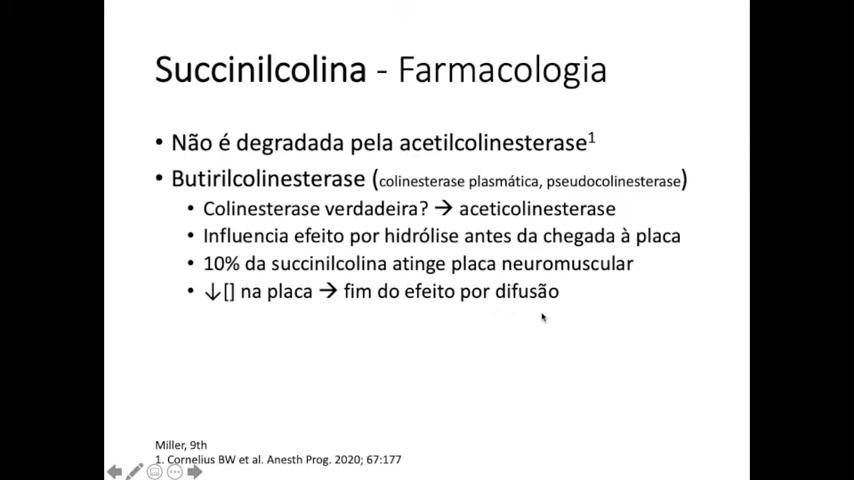 Succinilcolina - Farmacologia
• Não é degradada pela acetilcolinesterase¹
• Butirilcolinesterase (colinesterase plasmática, pseudocolinesterase)
• Colinesterase verdadeira? → aceticolinesterase
• Influencia efeito por hidrólise antes da chegada à placa
• 10% da succinilcolina atinge placa neuromuscular
• ↓[] na placa → fim do efeito por difusão
Miller, 9th
1. Cornelius BW et al. Anesth Prog. 2020; 67:177